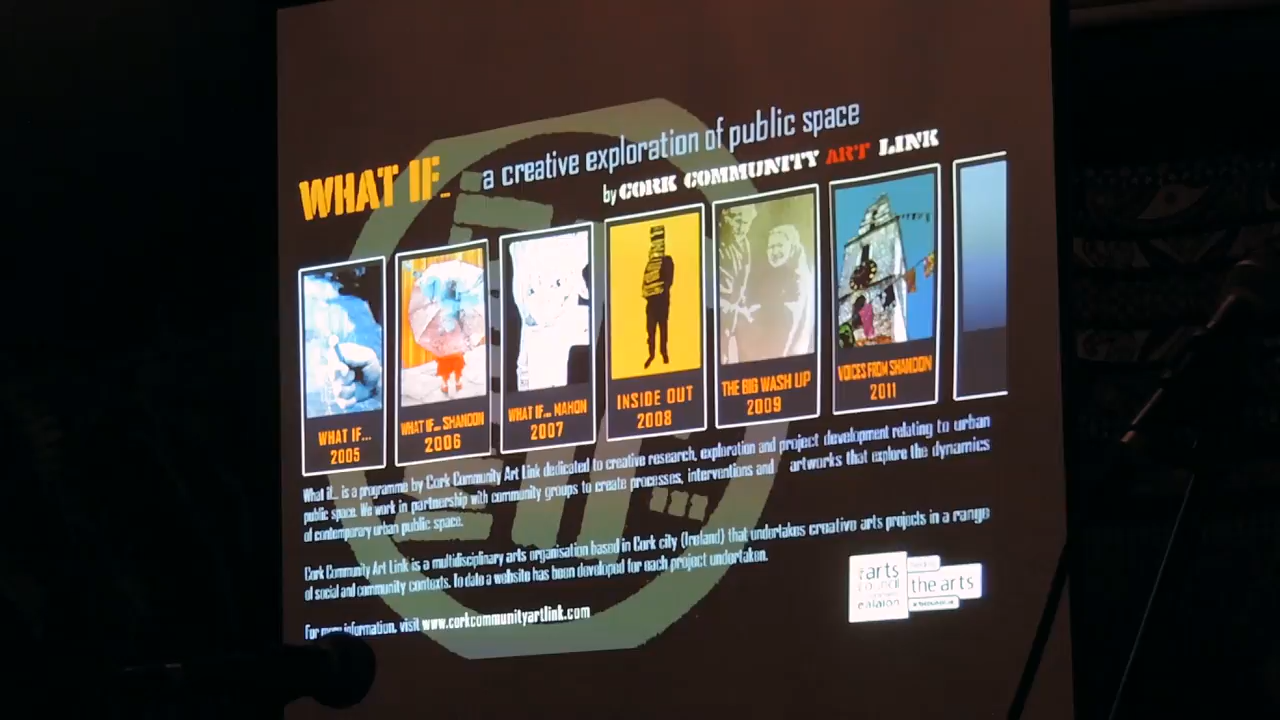 WHAT IF... a creative exploration of public space
by CORK COMMUNITY ART LINK
WHAT IF...
2005
WHAT IF... SHANDON
2006
WHAT IF... MAHON
2007
INSIDE OUT
2008
THE BIG WASH UP
2009
VOICES FROM SHANDON
2011
What if... is a programme by Cork Community Art Link dedicated to creative research, exploration and project development relating to urban
public space. We work in partnership with community groups to create processes, interventions and artworks that explore the dynamics
of contemporary urban public space.
Cork Community Art Link is a multidisciplinary arts organisation based in Cork city (Ireland) that undertakes creative arts projects in a range
of social and community contexts. To date a website has been developed for each project undertaken.
For more information, visit www.corkcommunityartlink.com
arts
council
ealaíon
the arts